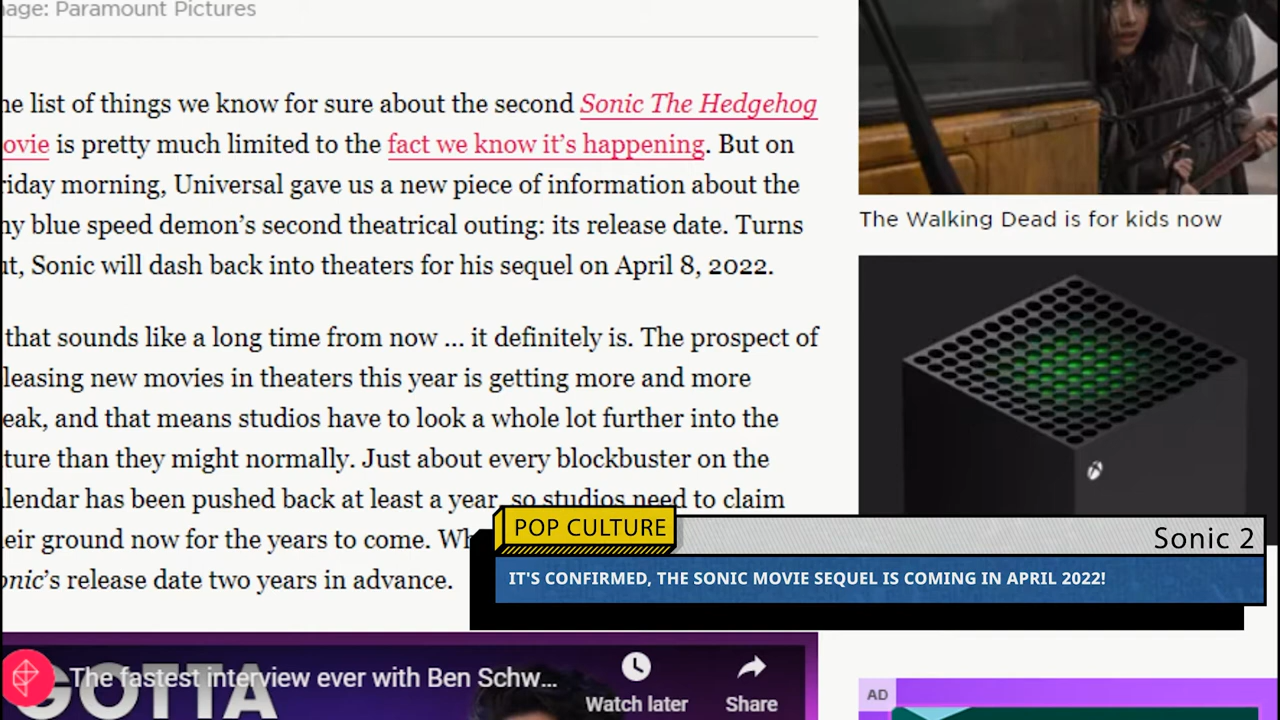 age: Paramount Pictures
he list of things we know for sure about the second Sonic The Hedgehog
ovie is pretty much limited to the fact we know it's happening. But on
riday morning, Universal gave us a new piece of information about the
ny blue speed demon's second theatrical outing: its release date. Turns
ut, Sonic will dash back into theaters for his sequel on April 8, 2022.
that sounds like a long time from now ... it definitely is. The prospect of
leasing new movies in theaters this year is getting more and more
eak, and that means studios have to look a whole lot further into the
ture than they might normally. Just about every blockbuster on the
alendar has been pushed back at least a year, so studios need to claim
eir ground now for the years to come. Wh
onic's release date two years in advance.
The Walking Dead is for kids now
POP CULTURE
Sonic 2
IT'S CONFIRMED, THE SONIC MOVIE SEQUEL IS COMING IN APRIL 2022!
GOTTA
The fastest interview ever with Ben Schw...
Watch later
Share
AD